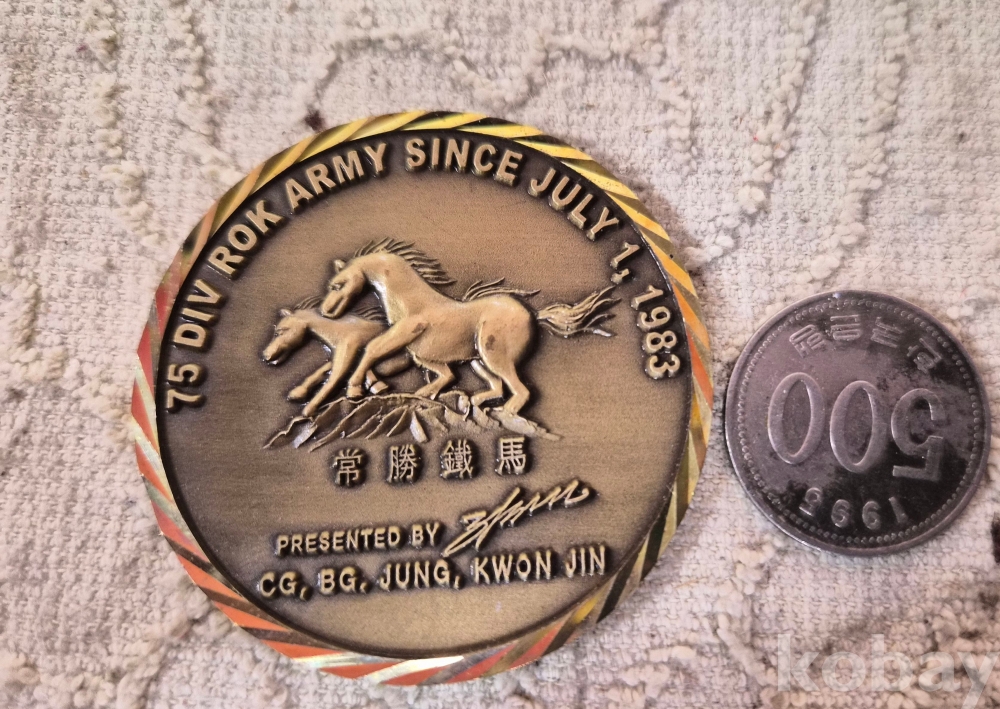 75 DIV ROK ARMY SINCE JULY 1, 1983
常勝鐵馬
PRESENTED BY
CG, BG, JUNG, KWON JIN
1995
500
한국은행
kobay